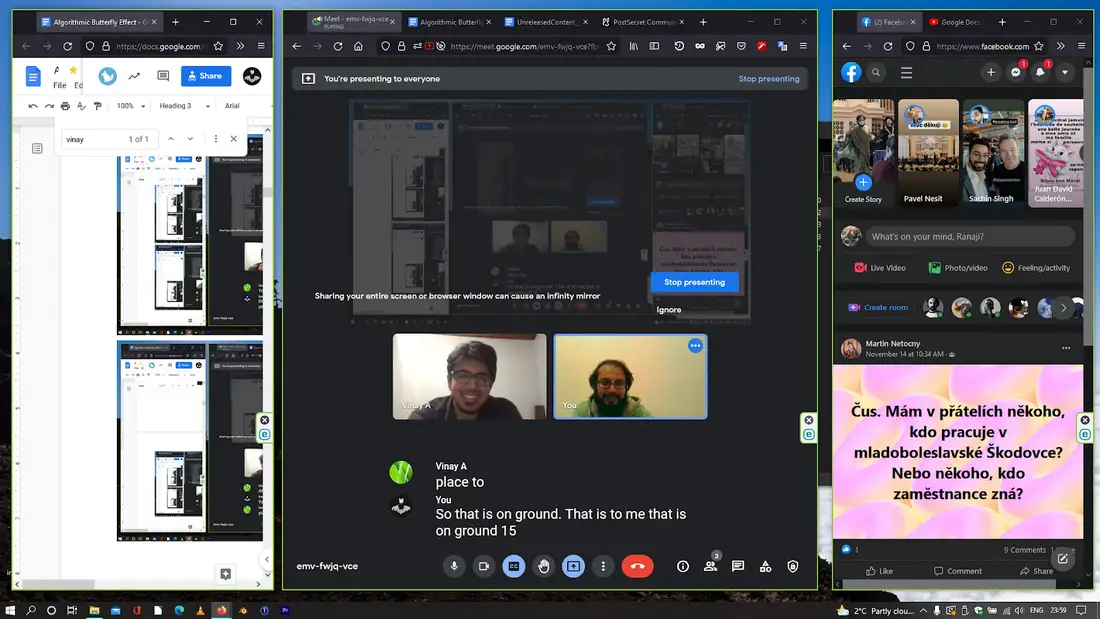 Algorithmic Butterfly Effect – G
https://docs.google.com/
File
Ed
Share
100%
Heading 3
Arial
vinay
1 of 1
Meet - emv-fwjq-vce
PLAYING
Algorithmic Butterfly
UnreleasedContent_
PostSecret Commun
https://meet.google.com/emv-fwjq-vce?
You're presenting to everyone
Stop presenting
Sharing your entire screen or browser window can cause an infinity mirror
Stop presenting
Ignore
Vinay A
You
Vinay A
place to
You
So that is on ground. That is to me that is
on ground 15
emv-fwjq-vce
3
(2) Faceboo
Google Docs
https://www.facebook.com
1
1
Create Story
Pavel Nesit
Sachin Singh
Juan David
Calderón...
What's on your mind, Ranaji?
Live Video
Photo/video
Feeling/activity
Create room
Martin Netocny
November 14 at 10:34 AM
Čus. Mám v přátelích někoho,
kdo pracuje v
mladoboleslavské Škodovce?
Nebo někoho, kdo
zaměstnance zná?
1
9 Comments
Like
Comment
Share
2°C Partly clou...
ENG
23:59